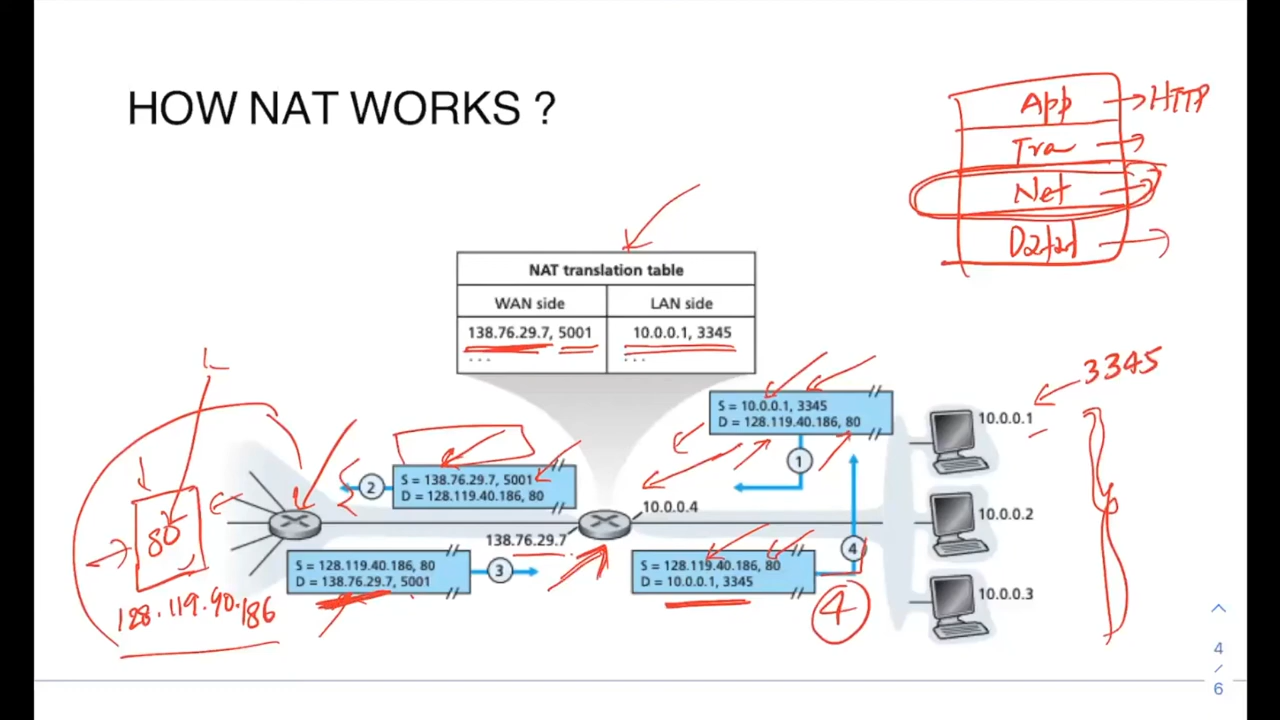 HOW NAT WORKS ?
App → HTTP
Tra →
Net →
NAT translation table
WAN side
LAN side
138.76.29.7, 5001
10.0.0.1, 3345
...
...
3345
S = 10.0.0.1, 3345
D = 128.119.40.186, 80
10.0.0.1
1
2
S = 138.76.29.7, 5001
D = 128.119.40.186, 80
10.0.0.4
10.0.0.2
80
138.76.29.7
4
S = 128.119.40.186, 80
D = 138.76.29.7, 5001
3
S = 128.119.40.186, 80
D = 10.0.0.1, 3345
10.0.0.3
4
128.119.40.186
4
/
6